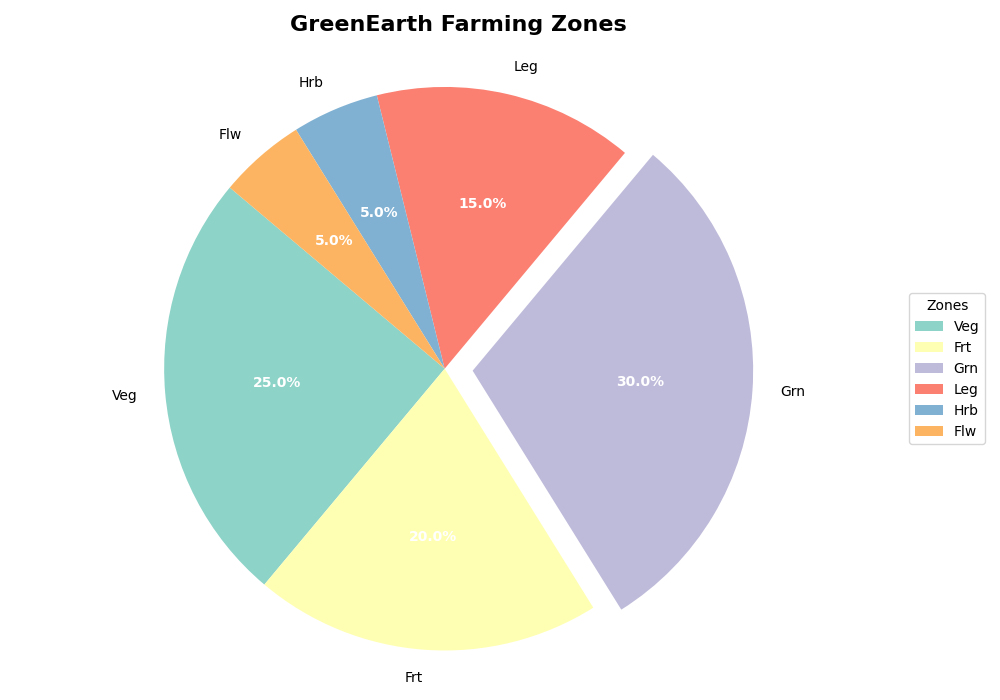 GreenEarth Farming Zones
Leg
Hrb
Flw
15.0%
5.0%
5.0%
30.0%
25.0%
Grn
Veg
20.0%
Frt
Zones
Veg
Frt
Grn
Leg
Hrb
Flw